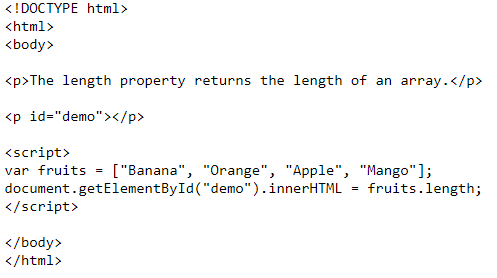 <!DOCTYPE html>
<html>
<body>
<p>The length property returns the length of an array.</p>
<p id="demo"></p>
<script>
var fruits = ["Banana", "Orange", "Apple", "Mango"];
document.getElementById("demo").innerHTML = fruits.length;
</script>
</body>
</html>